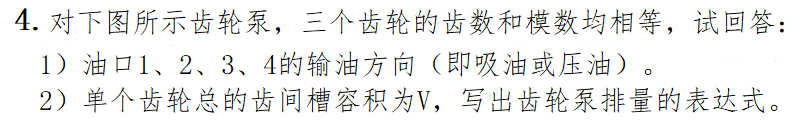 4. 对下图所示齿轮泵，三个齿轮的齿数和模数均相等，试回答：
1）油口1、2、3、4的输油方向（即吸油或压油）。
2）单个齿轮总的齿间槽容积为V，写出齿轮泵排量的表达式。